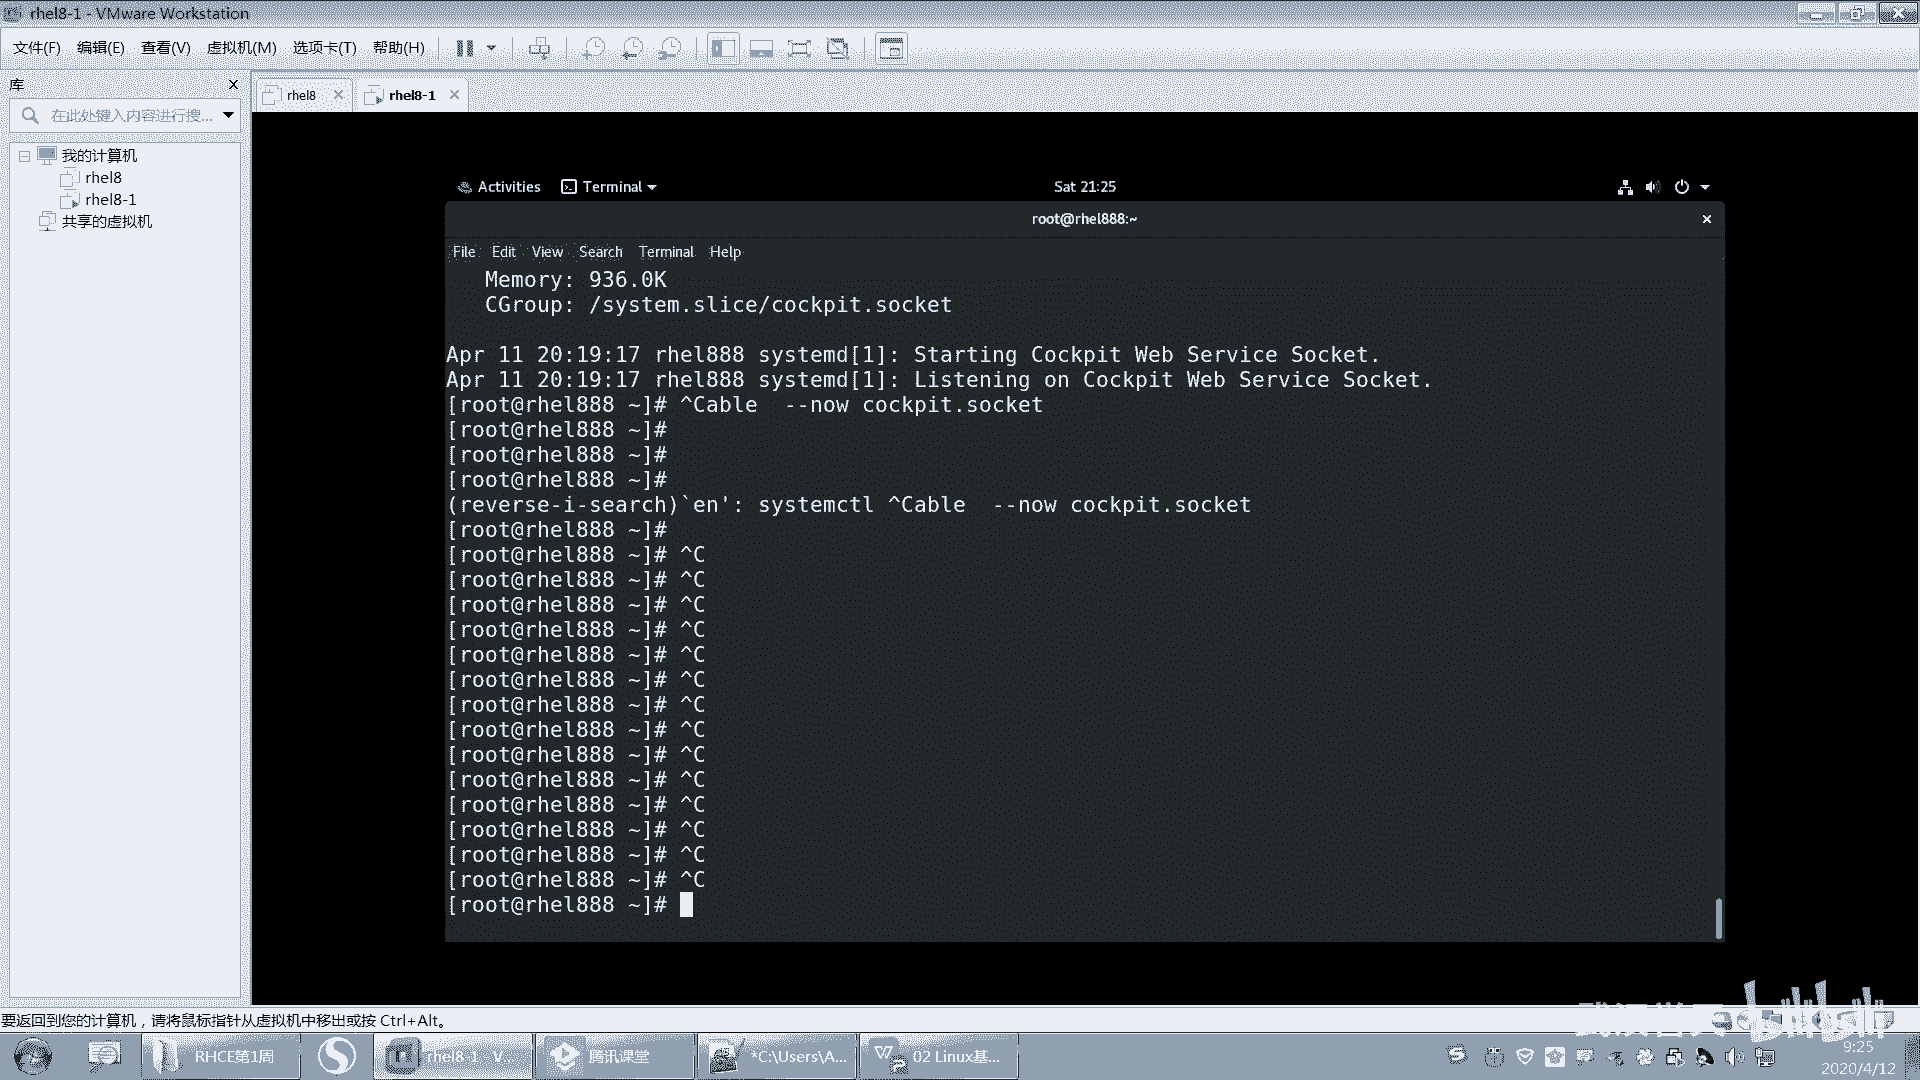 rhel8-1 - VMware Workstation
文件(F) 编辑(E) 查看(V) 虚拟机(M) 选项卡(T) 帮助(H)
库
rhel8
rhel8-1
在此处键入内容进行搜...
我的计算机
rhel8
rhel8-1
共享的虚拟机
Activities Terminal Sat 21:25
root@rhel888:~
File Edit View Search Terminal Help
Memory: 936.0K
CGroup: /system.slice/cockpit.socket
Apr 11 20:19:17 rhel888 systemd[1]: Starting Cockpit Web Service Socket.
Apr 11 20:19:17 rhel888 systemd[1]: Listening on Cockpit Web Service Socket.
[root@rhel888 ~]# ^Cable  --now cockpit.socket
[root@rhel888 ~]#
[root@rhel888 ~]#
[root@rhel888 ~]#
(reverse-i-search)`en': systemctl ^Cable  --now cockpit.socket
[root@rhel888 ~]#
[root@rhel888 ~]# ^C
[root@rhel888 ~]# ^C
[root@rhel888 ~]# ^C
[root@rhel888 ~]# ^C
[root@rhel888 ~]# ^C
[root@rhel888 ~]# ^C
[root@rhel888 ~]# ^C
[root@rhel888 ~]# ^C
[root@rhel888 ~]# ^C
[root@rhel888 ~]# ^C
[root@rhel888 ~]# ^C
[root@rhel888 ~]# ^C
[root@rhel888 ~]# ^C
[root@rhel888 ~]# ^C
[root@rhel888 ~]#
要返回到您的计算机，请将鼠标指针从虚拟机中移出或按 Ctrl+Alt。
bilibili
RHCE第1周 rhel8-1 - V... 腾讯课堂 *C:\Users\A... 02 Linux基...
9:25
2020/4/12